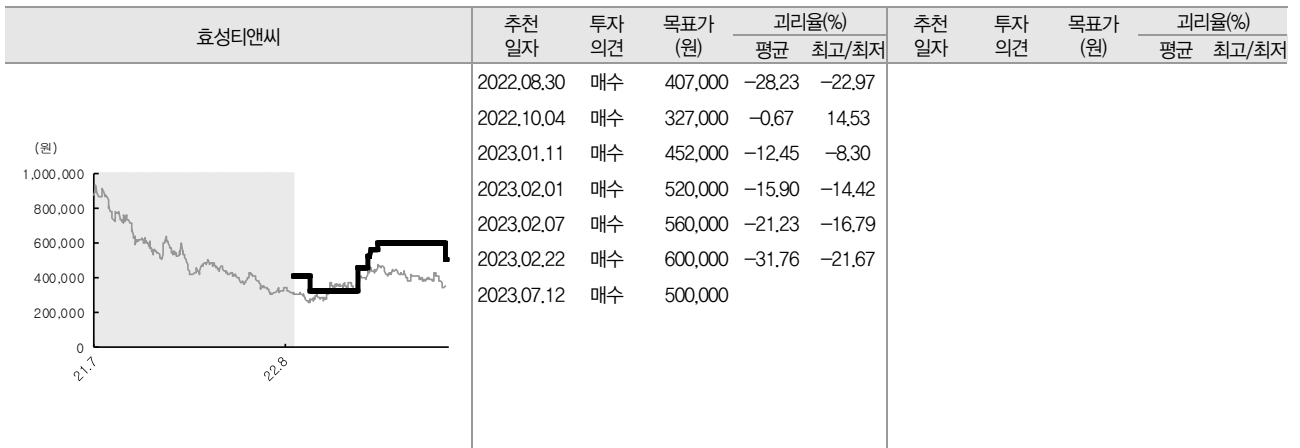 효성티앤씨
추천 투자 목표가 괴리율(%) 추천 투자 목표가 괴리율(%)
일자 의견 (원) 평균 최고/최저 일자 의견 (원) 평균 최고/최저
2022.08.30 매수 407,000 -28.23 -22.97
2022.10.04 매수 327,000 -0.67 14.53
2023.01.11 매수 452,000 -12.45 -8.30
2023.02.01 매수 520,000 -15.90 -14.42
2023.02.07 매수 560,000 -21.23 -16.79
2023.02.22 매수 600,000 -31.76 -21.67
2023.07.12 매수 500,000
(원)
1,000,000
800,000
600,000
400,000
200,000
0
21.7
22.8